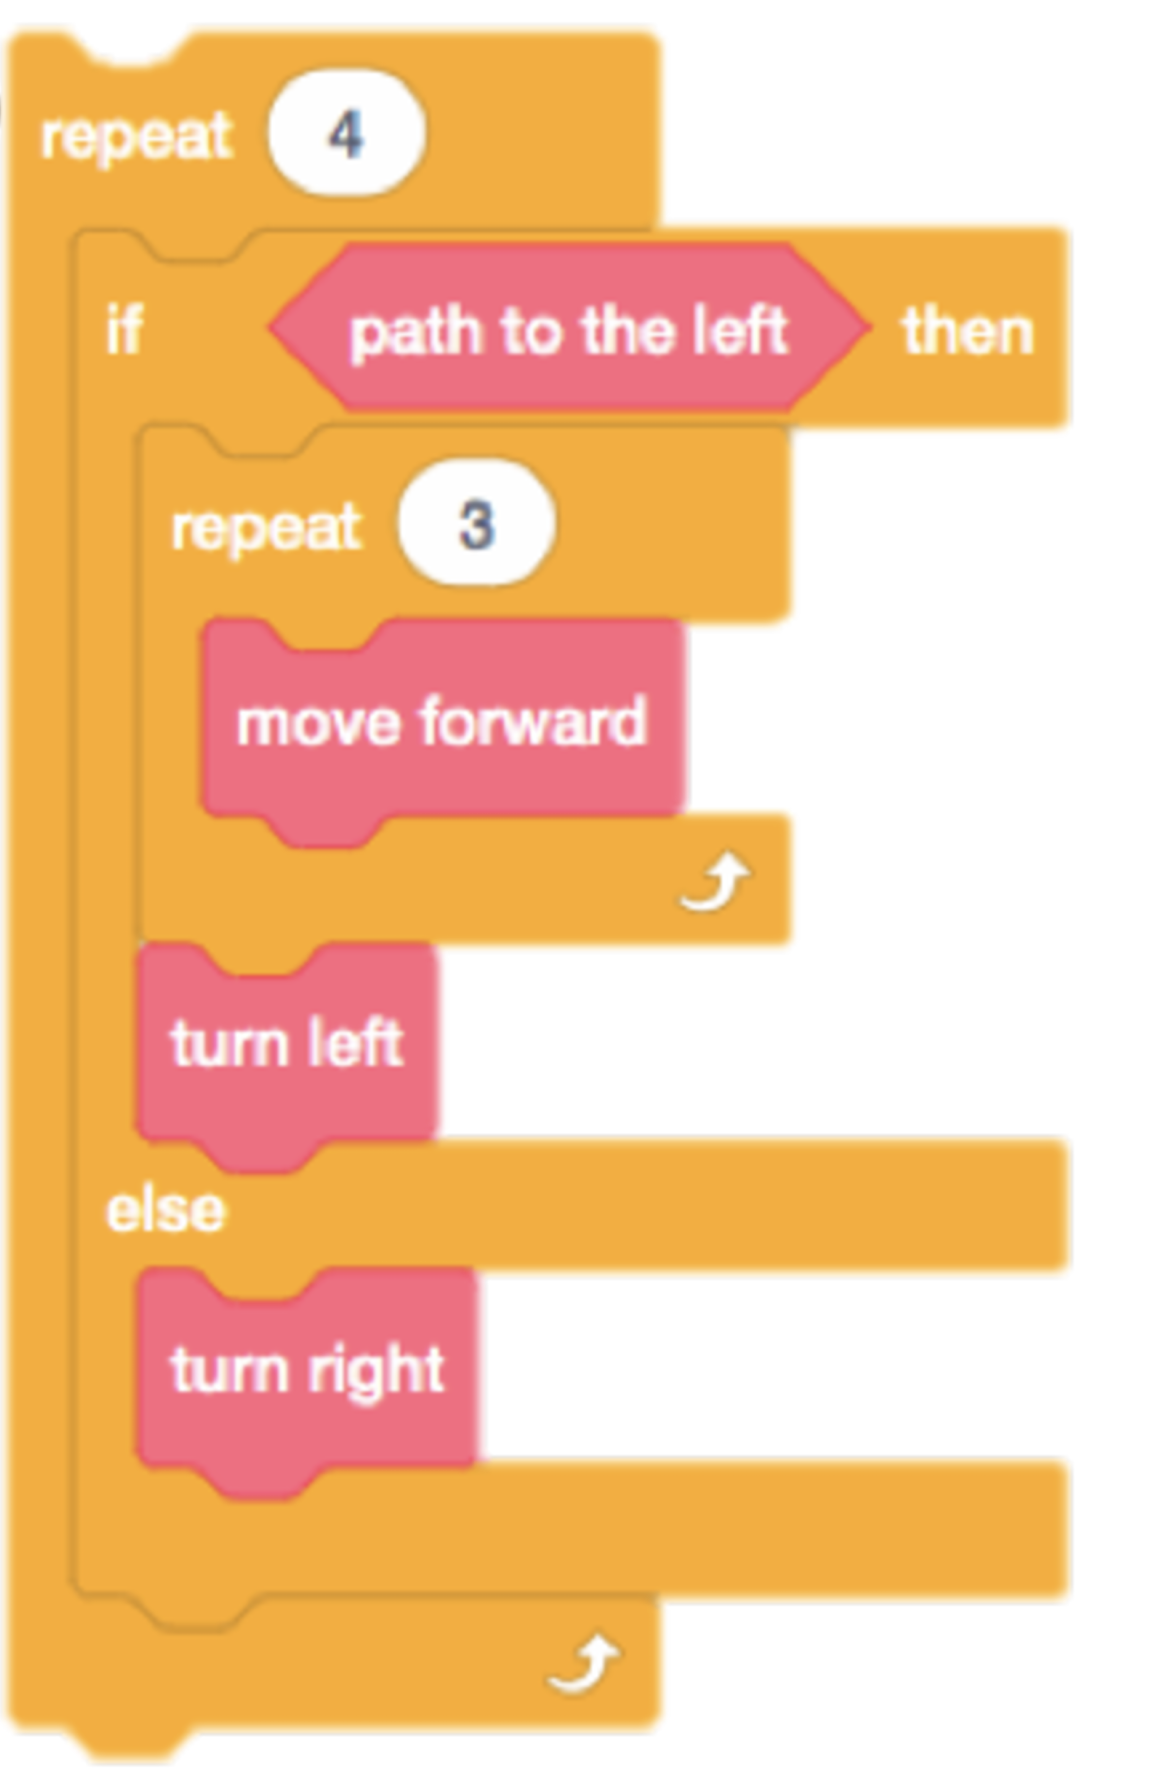 repeat 4
if path to the left then
repeat 3
move forward
turn left
else
turn right